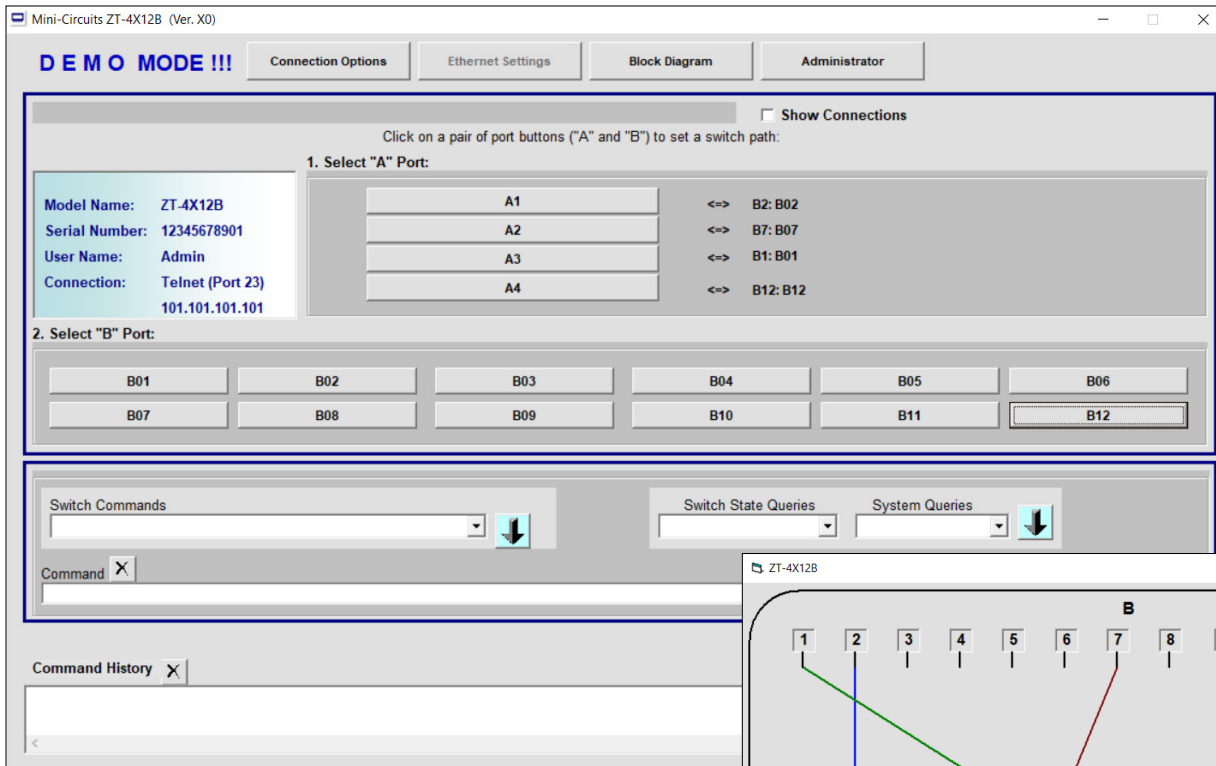 Mini-Circuits ZT-4X12B (Ver. X0)
D E M O MODE !!!
Connection Options
Ethernet Settings
Block Diagram
Administrator
Show Connections
Click on a pair of port buttons ("A" and "B") to set a switch path:
1. Select "A" Port:
Model Name: ZT-4X12B
Serial Number: 12345678901
User Name: Admin
Connection: Telnet (Port 23)
101.101.101.101
A1 <=> B2: B02
A2 <=> B7: B07
A3 <=> B1: B01
A4 <=> B12: B12
2. Select "B" Port:
B01 B02 B03 B04 B05 B06
B07 B08 B09 B10 B11 B12
Switch Commands
Switch State Queries
System Queries
Command
Command History
ZT-4X12B
B
1 2 3 4 5 6 7 8